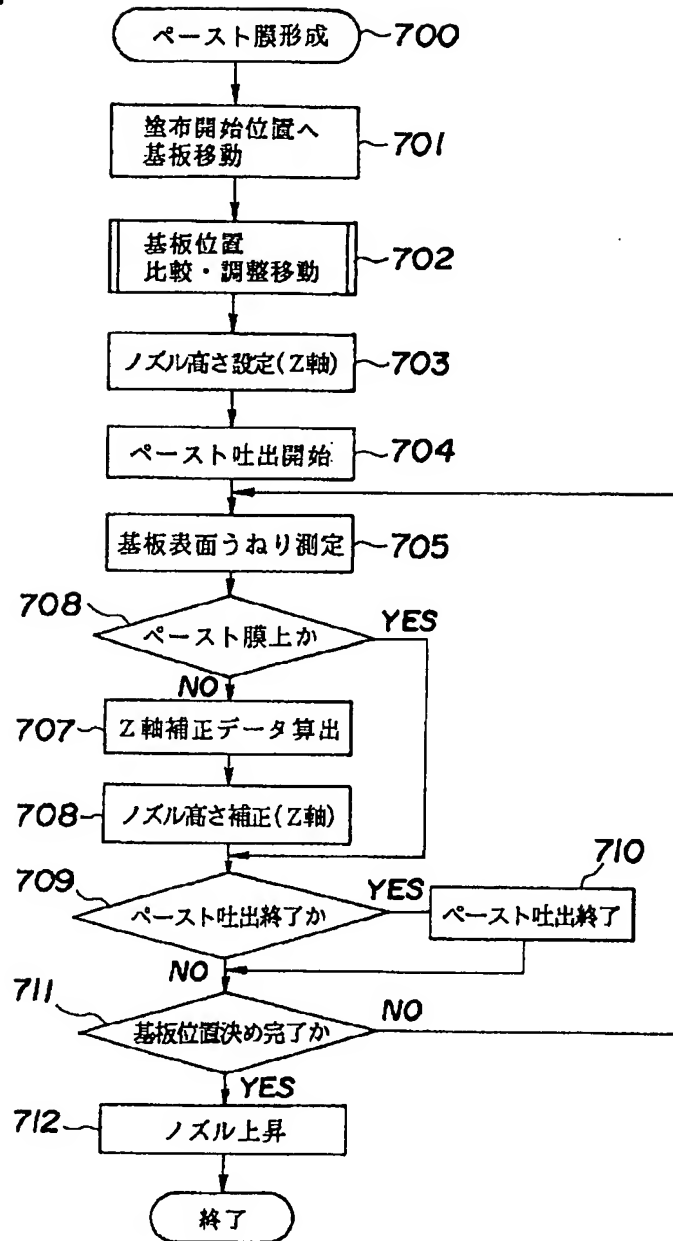 ペースト膜形成
700
塗布開始位置へ
基板移動
701
基板位置
比較・調整移動
702
ノズル高さ設定(Z軸)
703
ペースト吐出開始
704
基板表面うねり測定
705
708
ペースト膜上か
YES
NO
707
Z軸補正データ算出
708
ノズル高さ補正(Z軸)
709
ペースト吐出終了か
YES
710
ペースト吐出終了
NO
711
基板位置決め完了か
NO
YES
712
ノズル上昇
終了